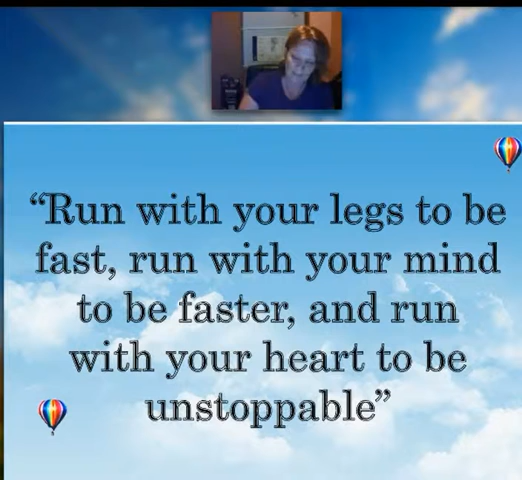 “Run with your legs to be
fast, run with your mind
to be faster, and run
with your heart to be
unstoppable”